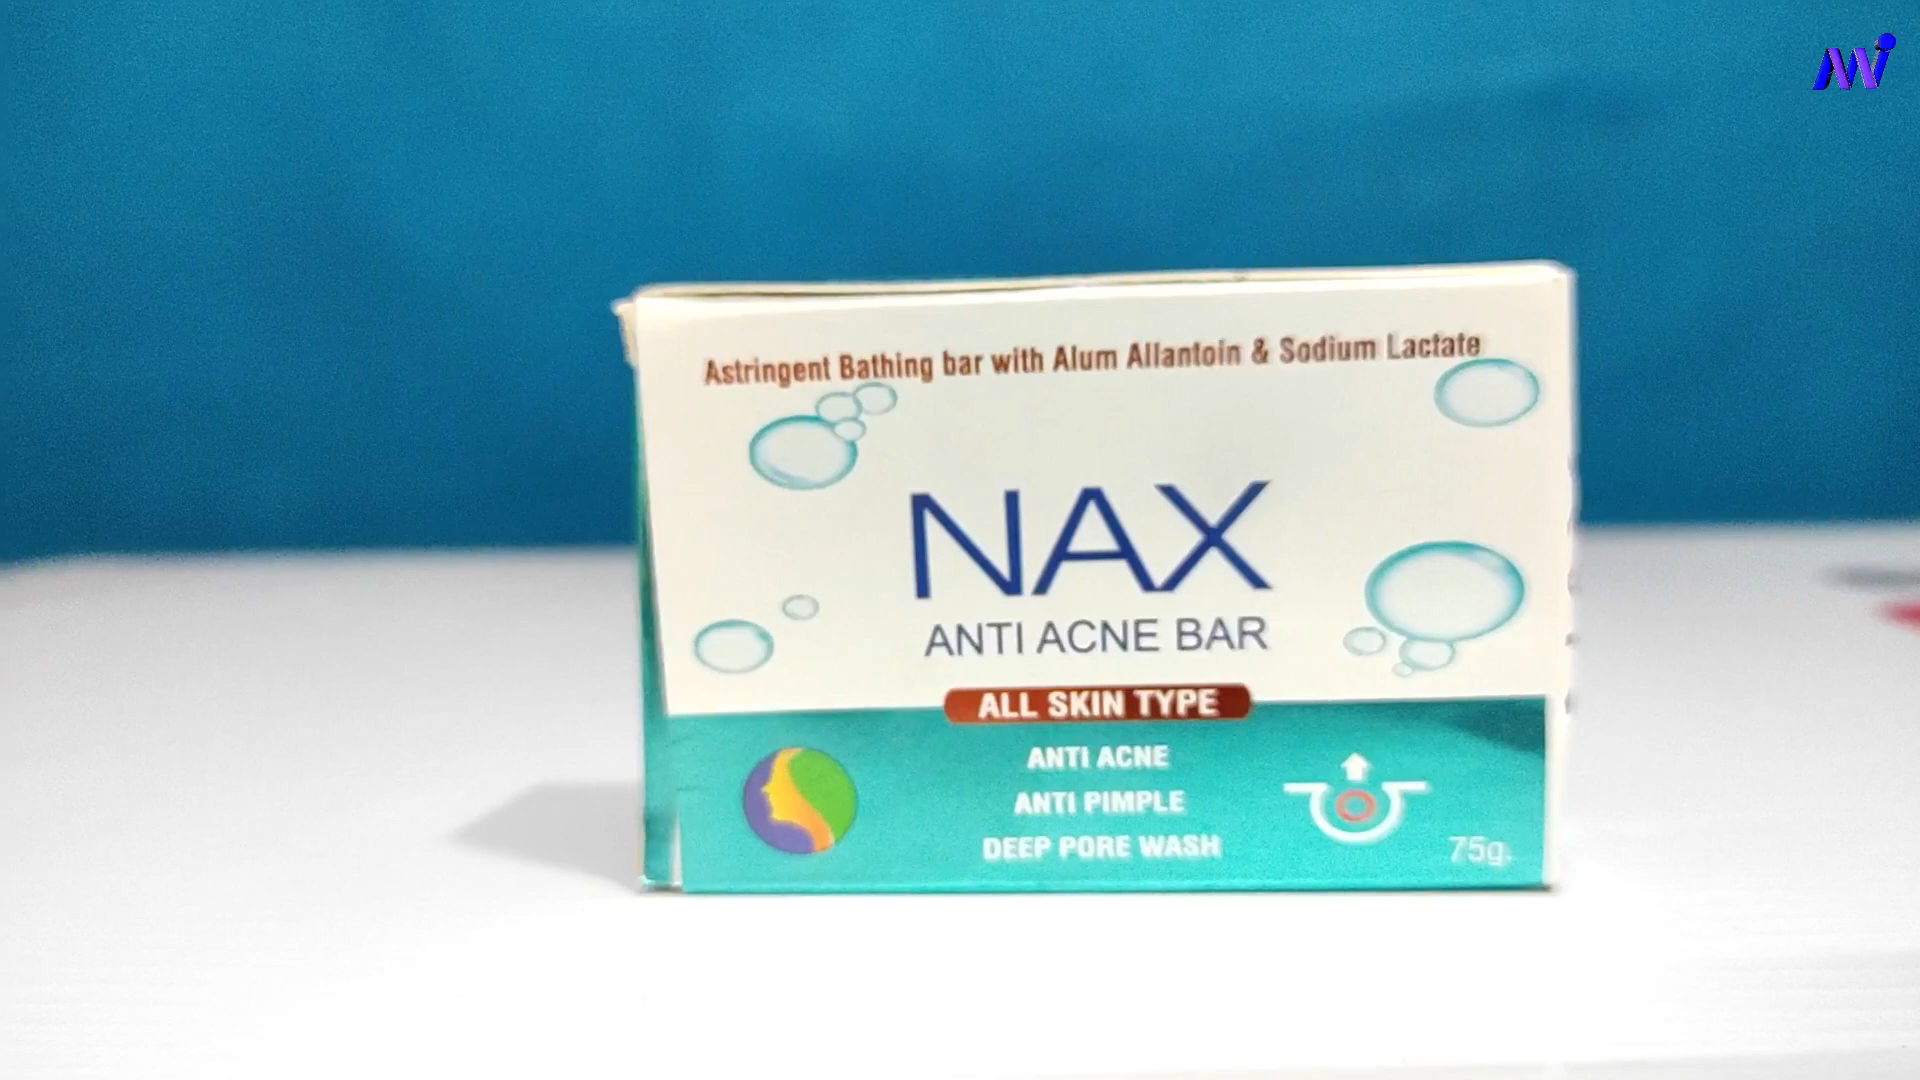 AWi
Astringent Bathing bar with Alum Allantoin & Sodium Lactate
NAX
ANTI ACNE BAR
ALL SKIN TYPE
ANTI ACNE
ANTI PIMPLE
DEEP PORE WASH
75g.